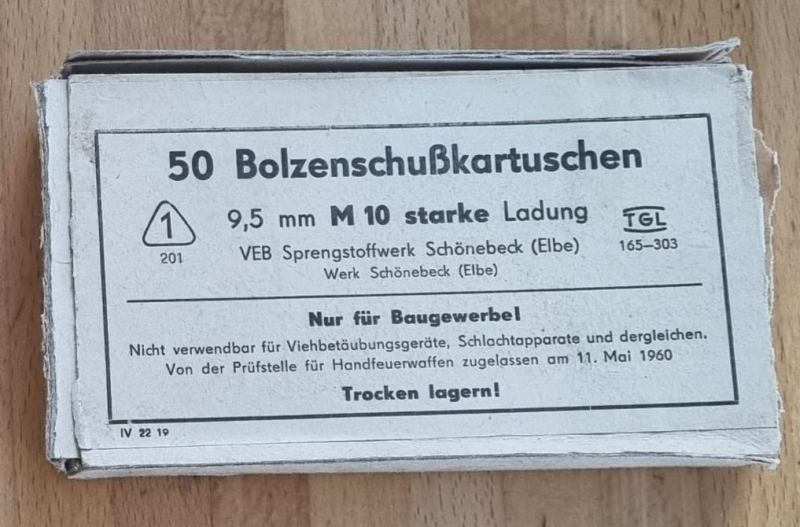 50 Bolzenschußkartuschen
1
201
9,5 mm M 10 starke Ladung
VEB Sprengstoffwerk Schönebeck (Elbe)
Werk Schönebeck (Elbe)
TGL
165—303
Nur für Baugewerbe!
Nicht verwendbar für Viehbetäubungsgeräte, Schlachtapparate und dergleichen.
Von der Prüfstelle für Handfeuerwaffen zugelassen am 11. Mai 1960
Trocken lagern!
IV 22 19